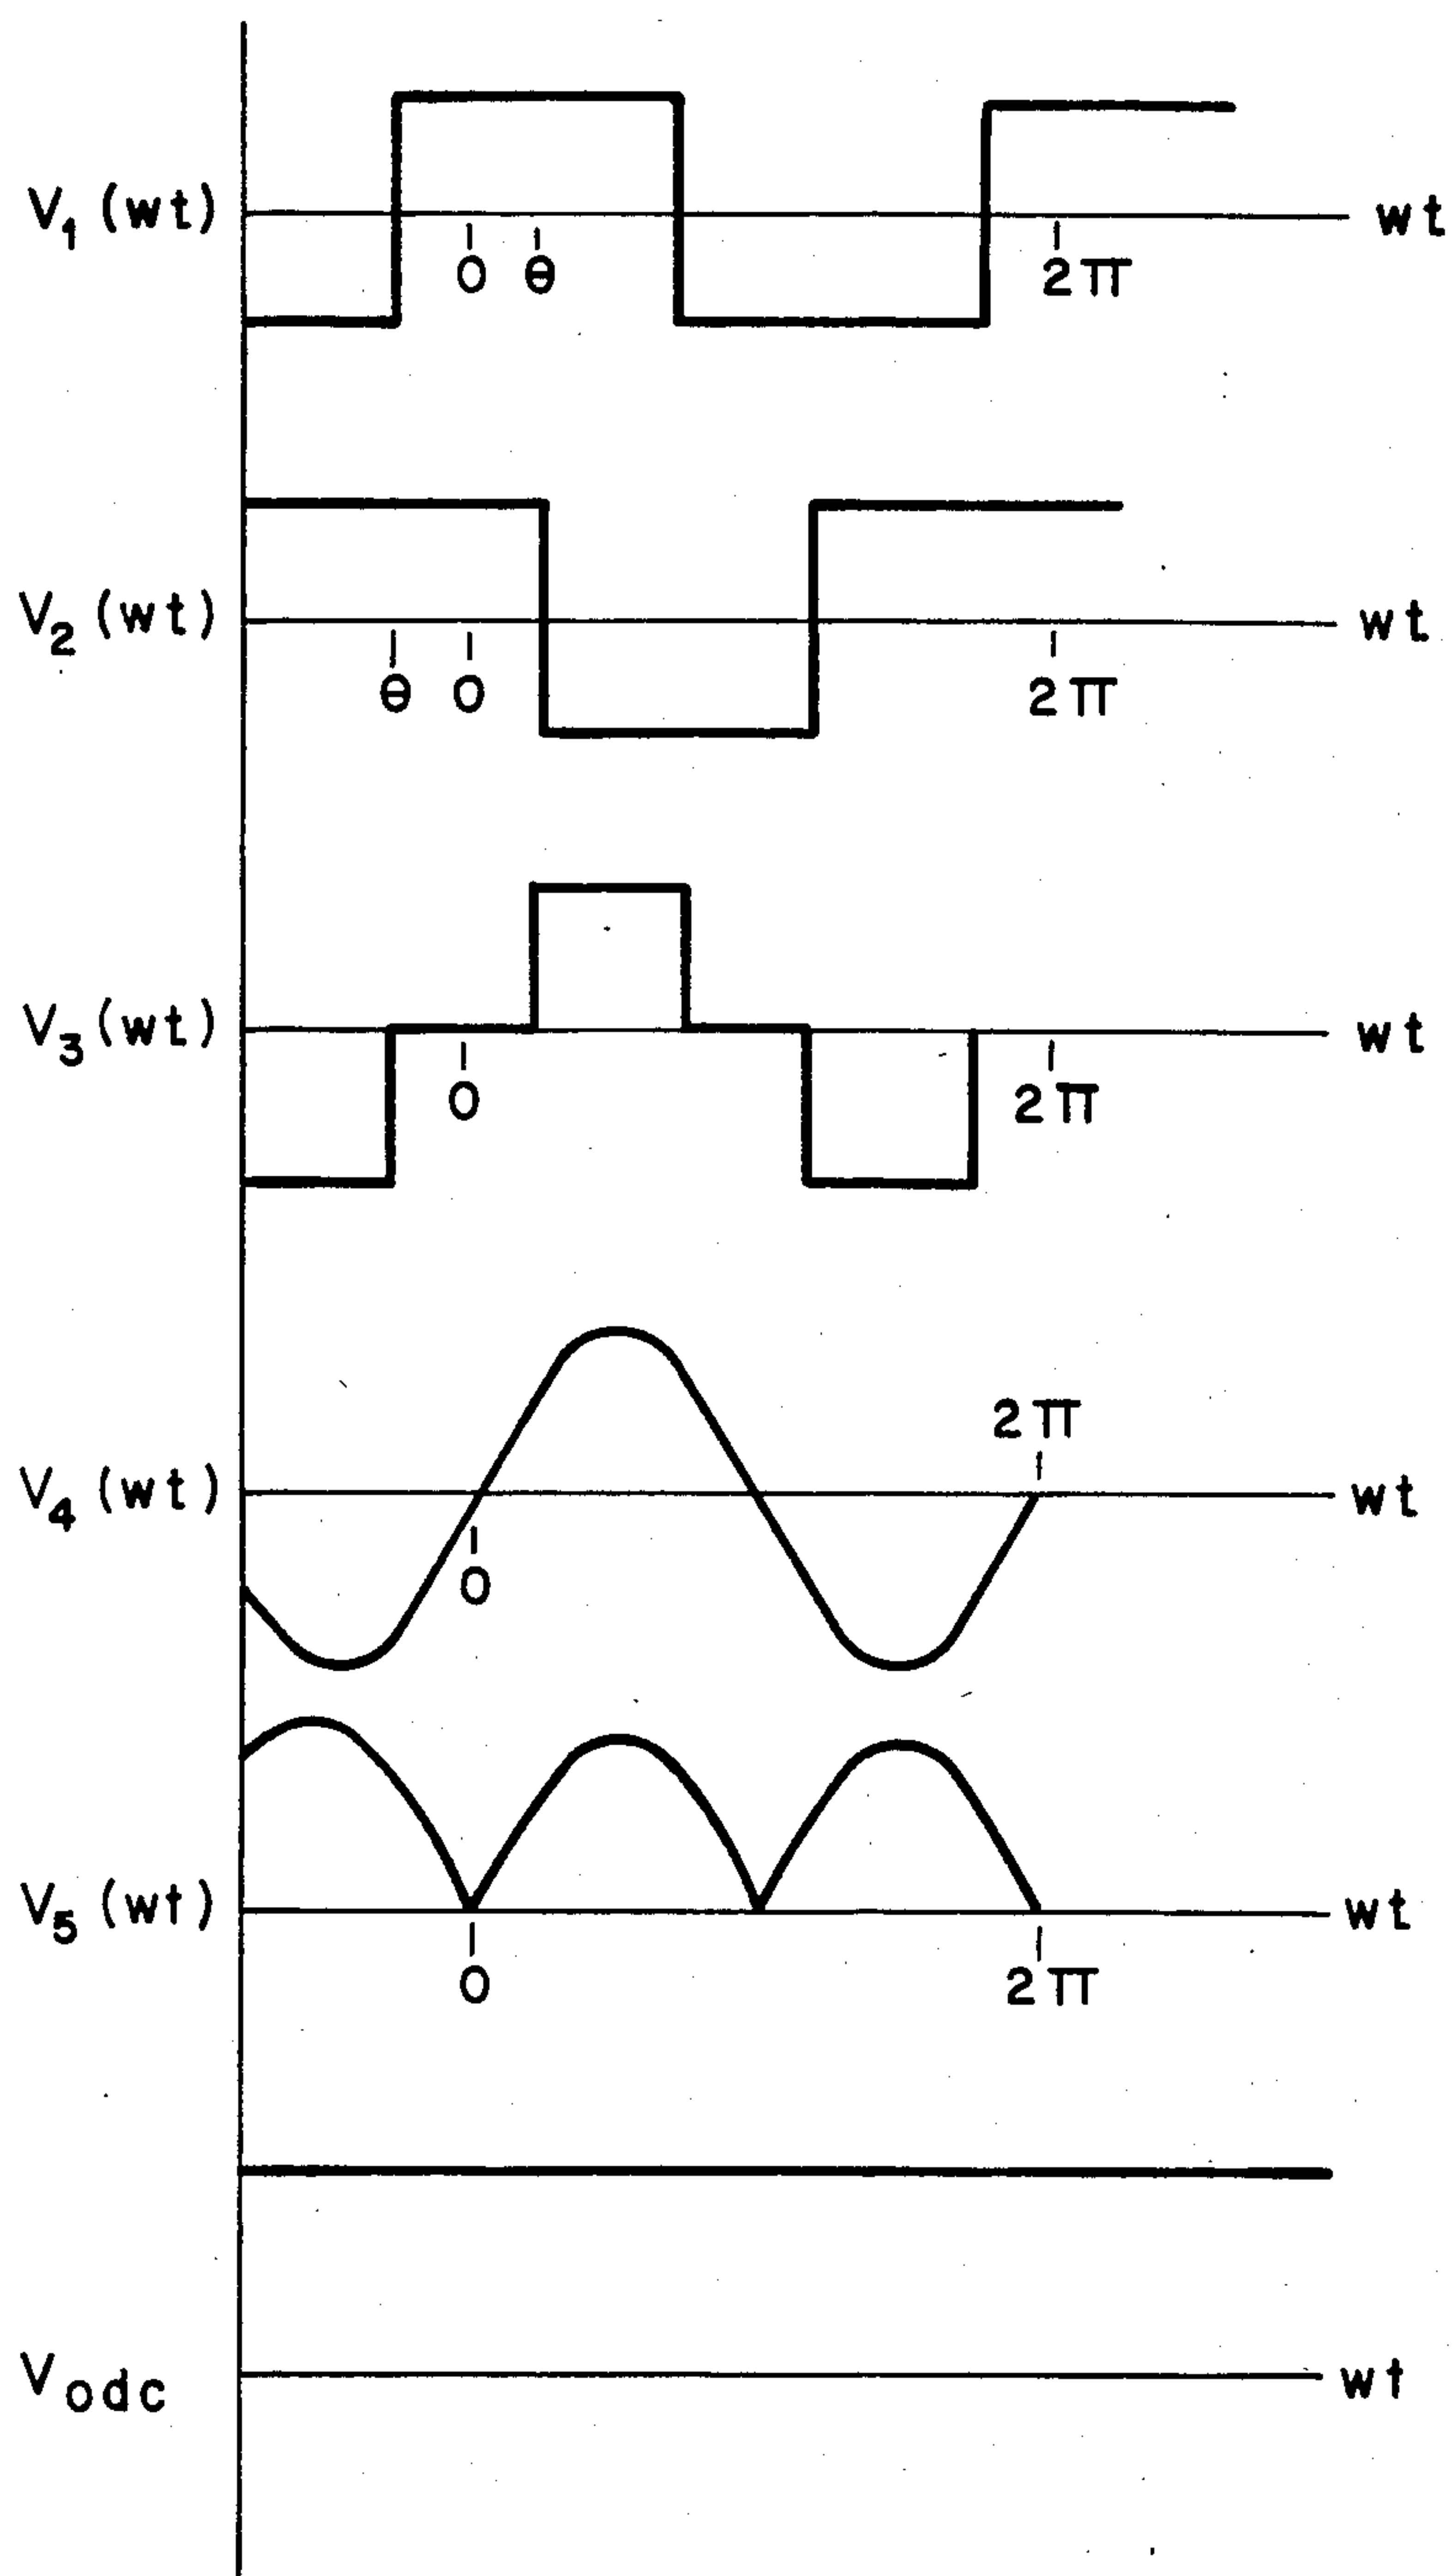 V₁ (wt) wt
0 θ 2π
V₂ (wt) wt
θ 0 2π
V₃ (wt) wt
0 2π
2π
V₄ (wt) wt
0
V₅ (wt) wt
0 2π
Vodc wt